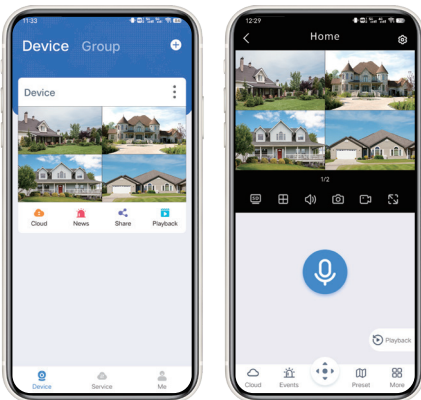 11:33
Device Group
Device
Cloud News Share Playback
Device Service Me
12:29
Home
1/2
Playback
Cloud Events Preset More